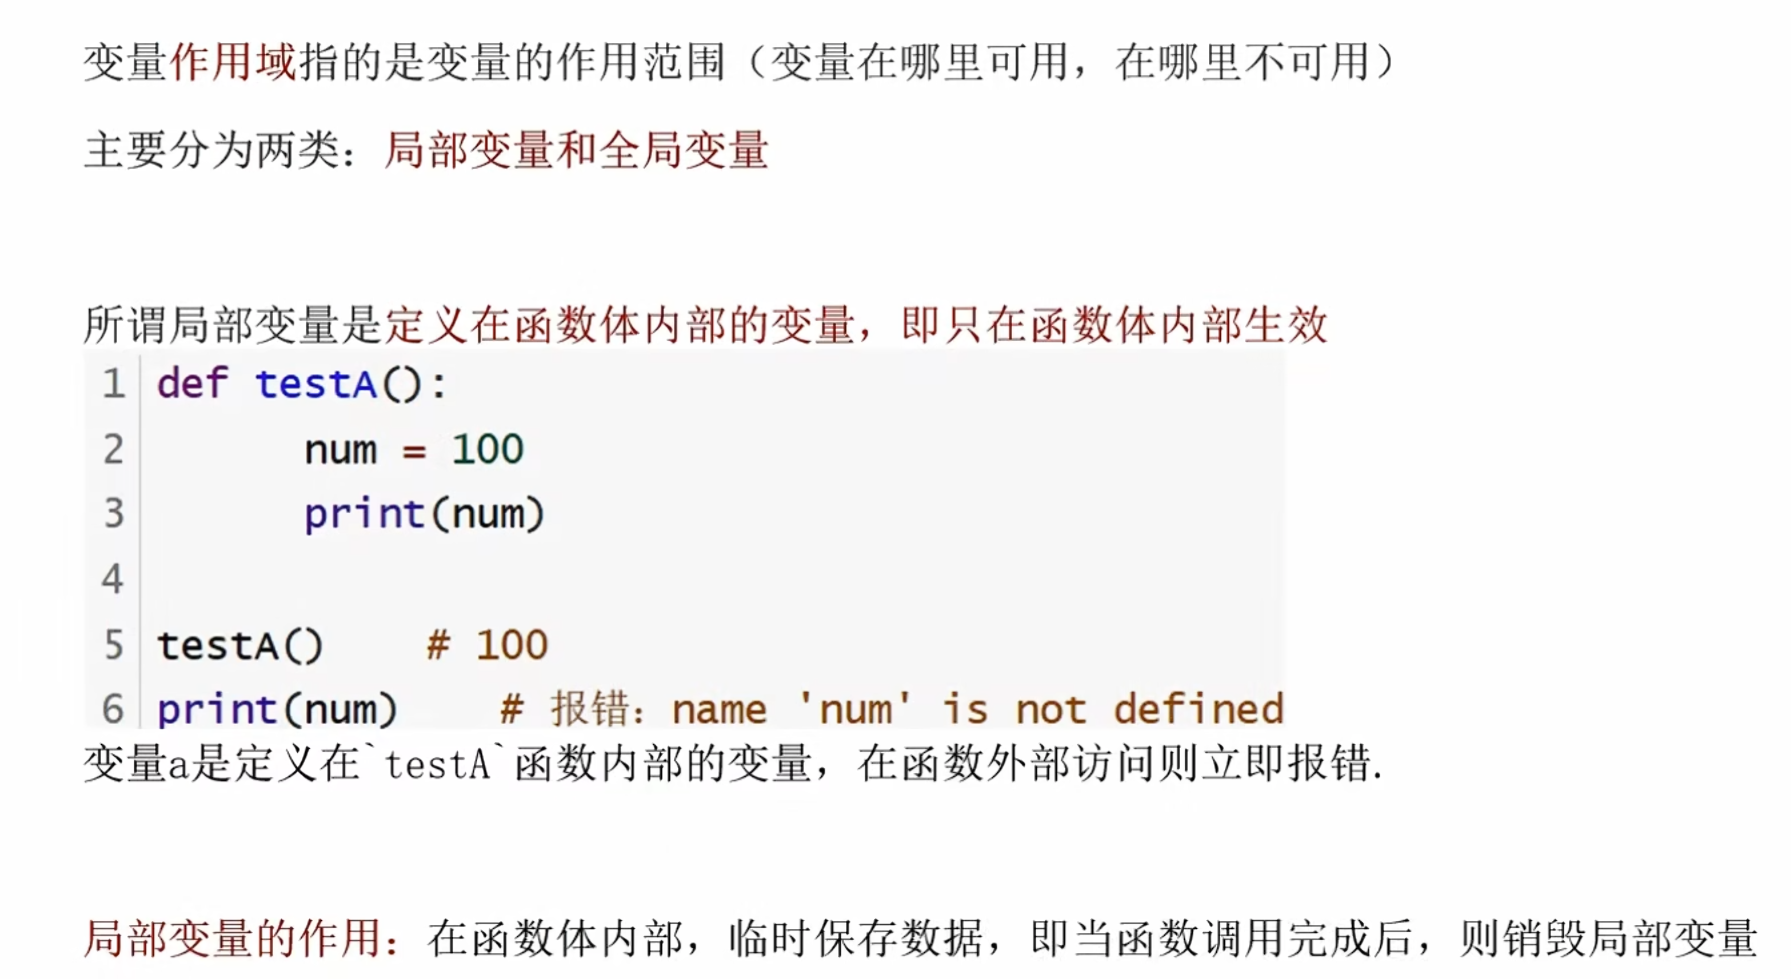 变量作用域指的是变量的作用范围（变量在哪里可用，在哪里不可用）
主要分为两类：局部变量和全局变量
所谓局部变量是定义在函数体内部的变量，即只在函数体内部生效
1 def testA():
2 num = 100
3 print(num)
4
5 testA() # 100
6 print(num) # 报错：name 'num' is not defined
变量a是定义在`testA`函数内部的变量，在函数外部访问则立即报错.
局部变量的作用：在函数体内部，临时保存数据，即当函数调用完成后，则销毁局部变量